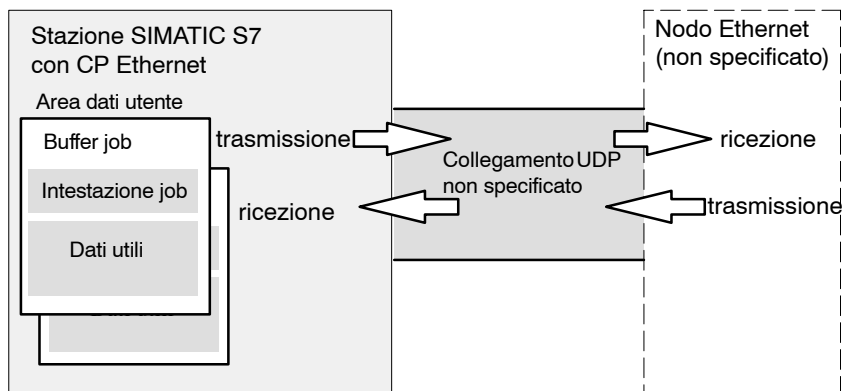 Stazione SIMATIC S7
con CP Ethernet
Area dati utente
Buffer job
Intestazione job
Dati utili
trasmissione
ricezione
Collegamento UDP
non specificato
Nodo Ethernet
(non specificato)
ricezione
trasmissione